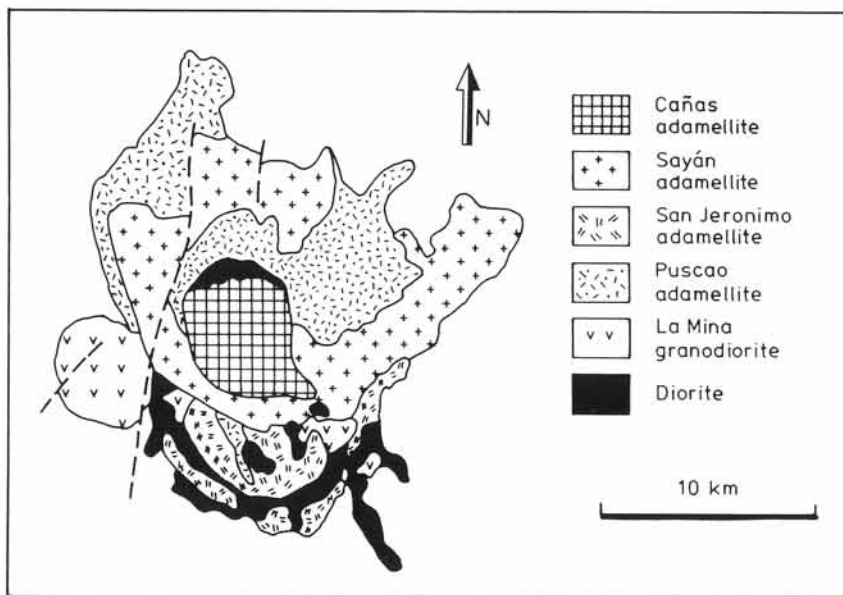 N
Cañas
adamellite
Sayán
adamellite
San Jeronimo
adamellite
Puscao
adamellite
La Mina
granodiorite
Diorite
10 km